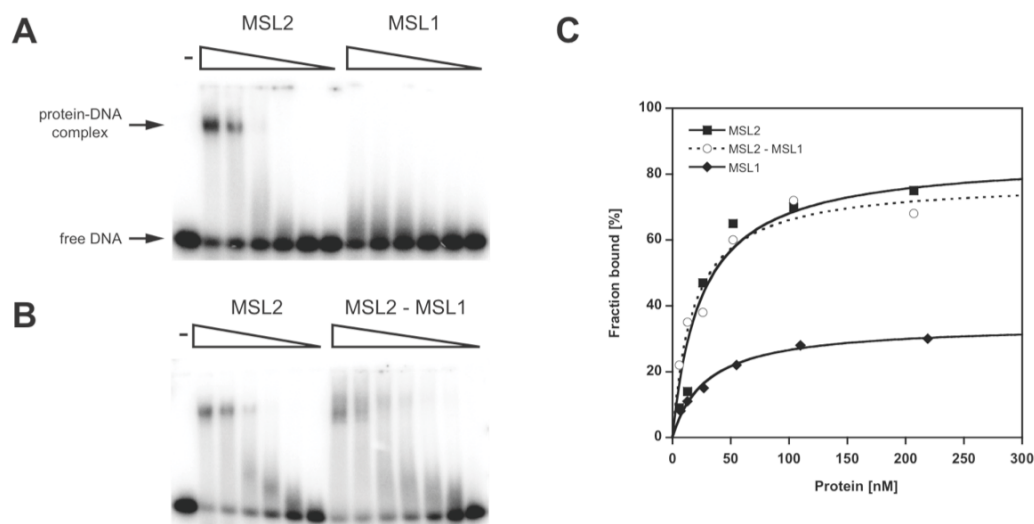 A
MSL2 MSL1
-
protein-DNA
complex
free DNA
B
MSL2 MSL2 - MSL1
-
C
100
80
60
40
20
0
Fraction bound [%]
MSL2
MSL2 - MSL1
MSL1
0 50 100 150 200 250 300
Protein [nM]